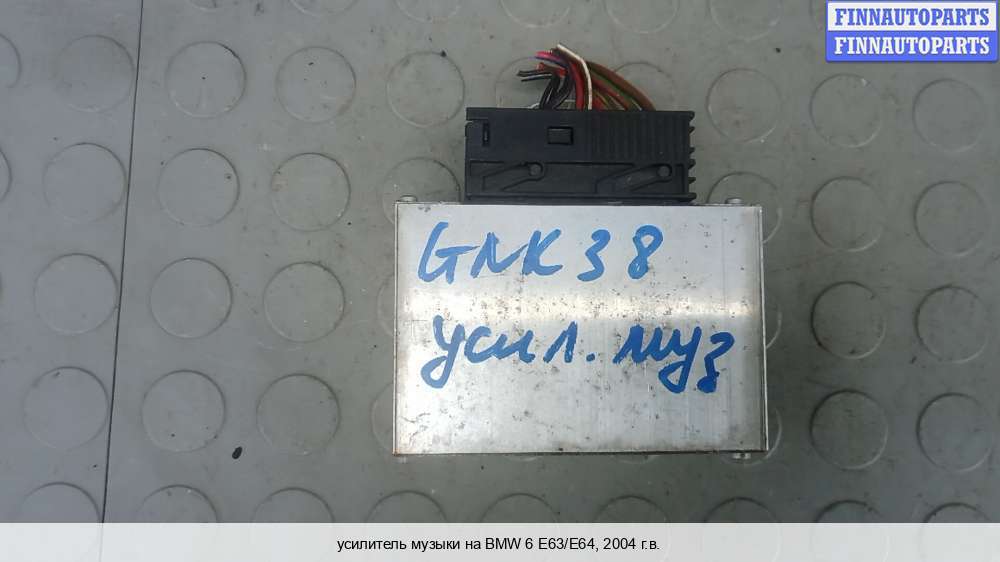 FINNAUTOPARTS
FINNAUTOPARTS
GNK 38
усил. муз
усилитель музыки на BMW 6 E63/E64, 2004 г.в.